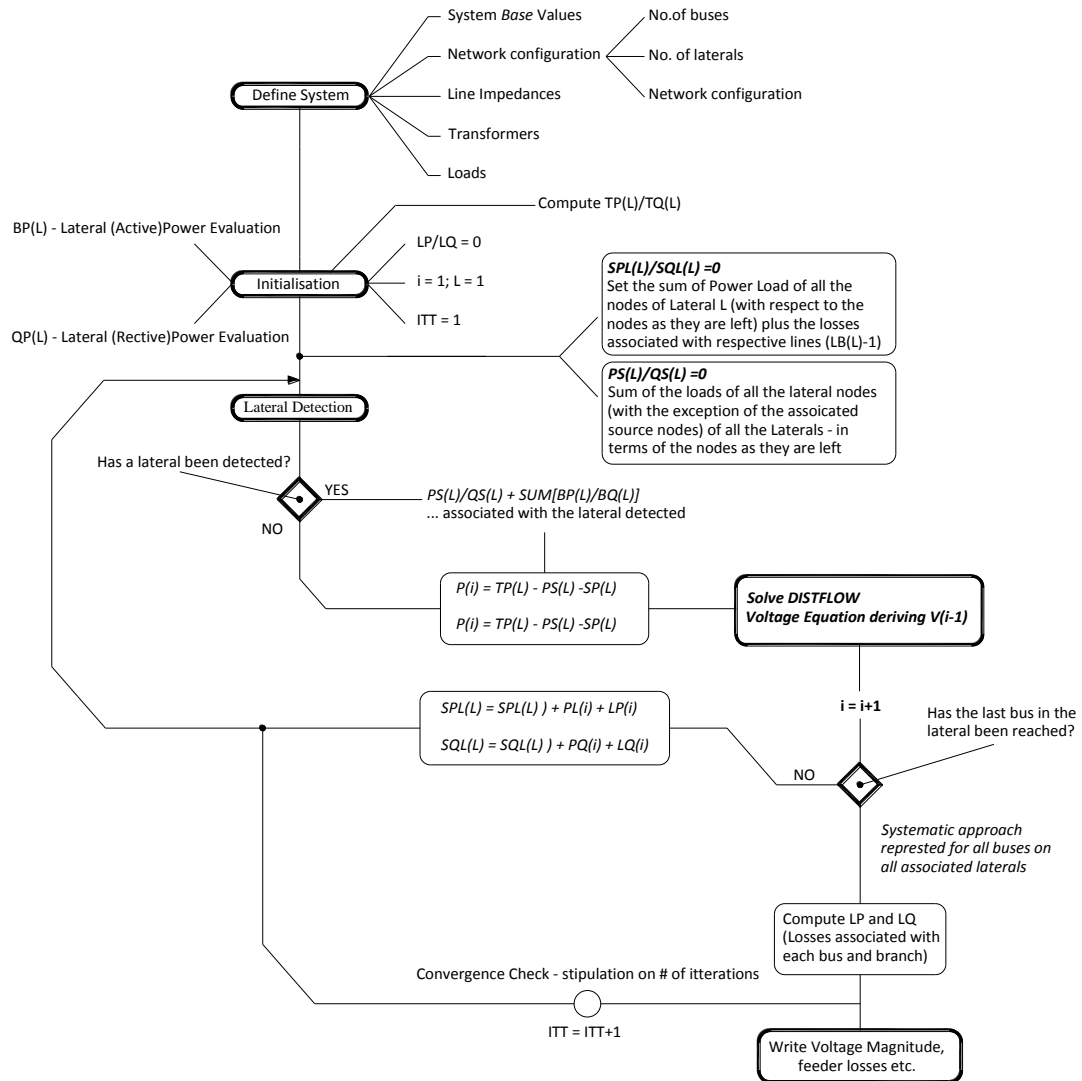 System Base Values
No.of buses
Network configuration
No. of laterals
Define System
Line Impedances
Network configuration
Transformers
Loads
Compute TP(L)/TQ(L)
BP(L) - Lateral (Active)Power Evaluation
LP/LQ = 0
Initialisation
i = 1; L = 1
ITT = 1
QP(L) - Lateral (Rective)Power Evaluation
SPL(L)/SQL(L) =0
Set the sum of Power Load of all the
nodes of Lateral L (with respect to the
nodes as they are left) plus the losses
associated with respective lines (LB(L)-1)
PS(L)/QS(L) =0
Sum of the loads of all the lateral nodes
(with the exception of the assoicated
source nodes) of all the Laterals - in
terms of the nodes as they are left
Lateral Detection
Has a lateral been detected?
YES
NO
PS(L)/QS(L) + SUM[BP(L)/BQ(L)]
... associated with the lateral detected
P(i) = TP(L) - PS(L) -SP(L)
P(i) = TP(L) - PS(L) -SP(L)
Solve DISTFLOW
Voltage Equation deriving V(i-1)
i = i+1
SPL(L) = SPL(L) ) + PL(i) + LP(i)
SQL(L) = SQL(L) ) + PQ(i) + LQ(i)
Has the last bus in the
lateral been reached?
NO
Systematic approach
represted for all buses on
all associated laterals
Compute LP and LQ
(Losses associated with
each bus and branch)
Convergence Check - stipulation on # of itterations
ITT = ITT+1
Write Voltage Magnitude,
feeder losses etc.